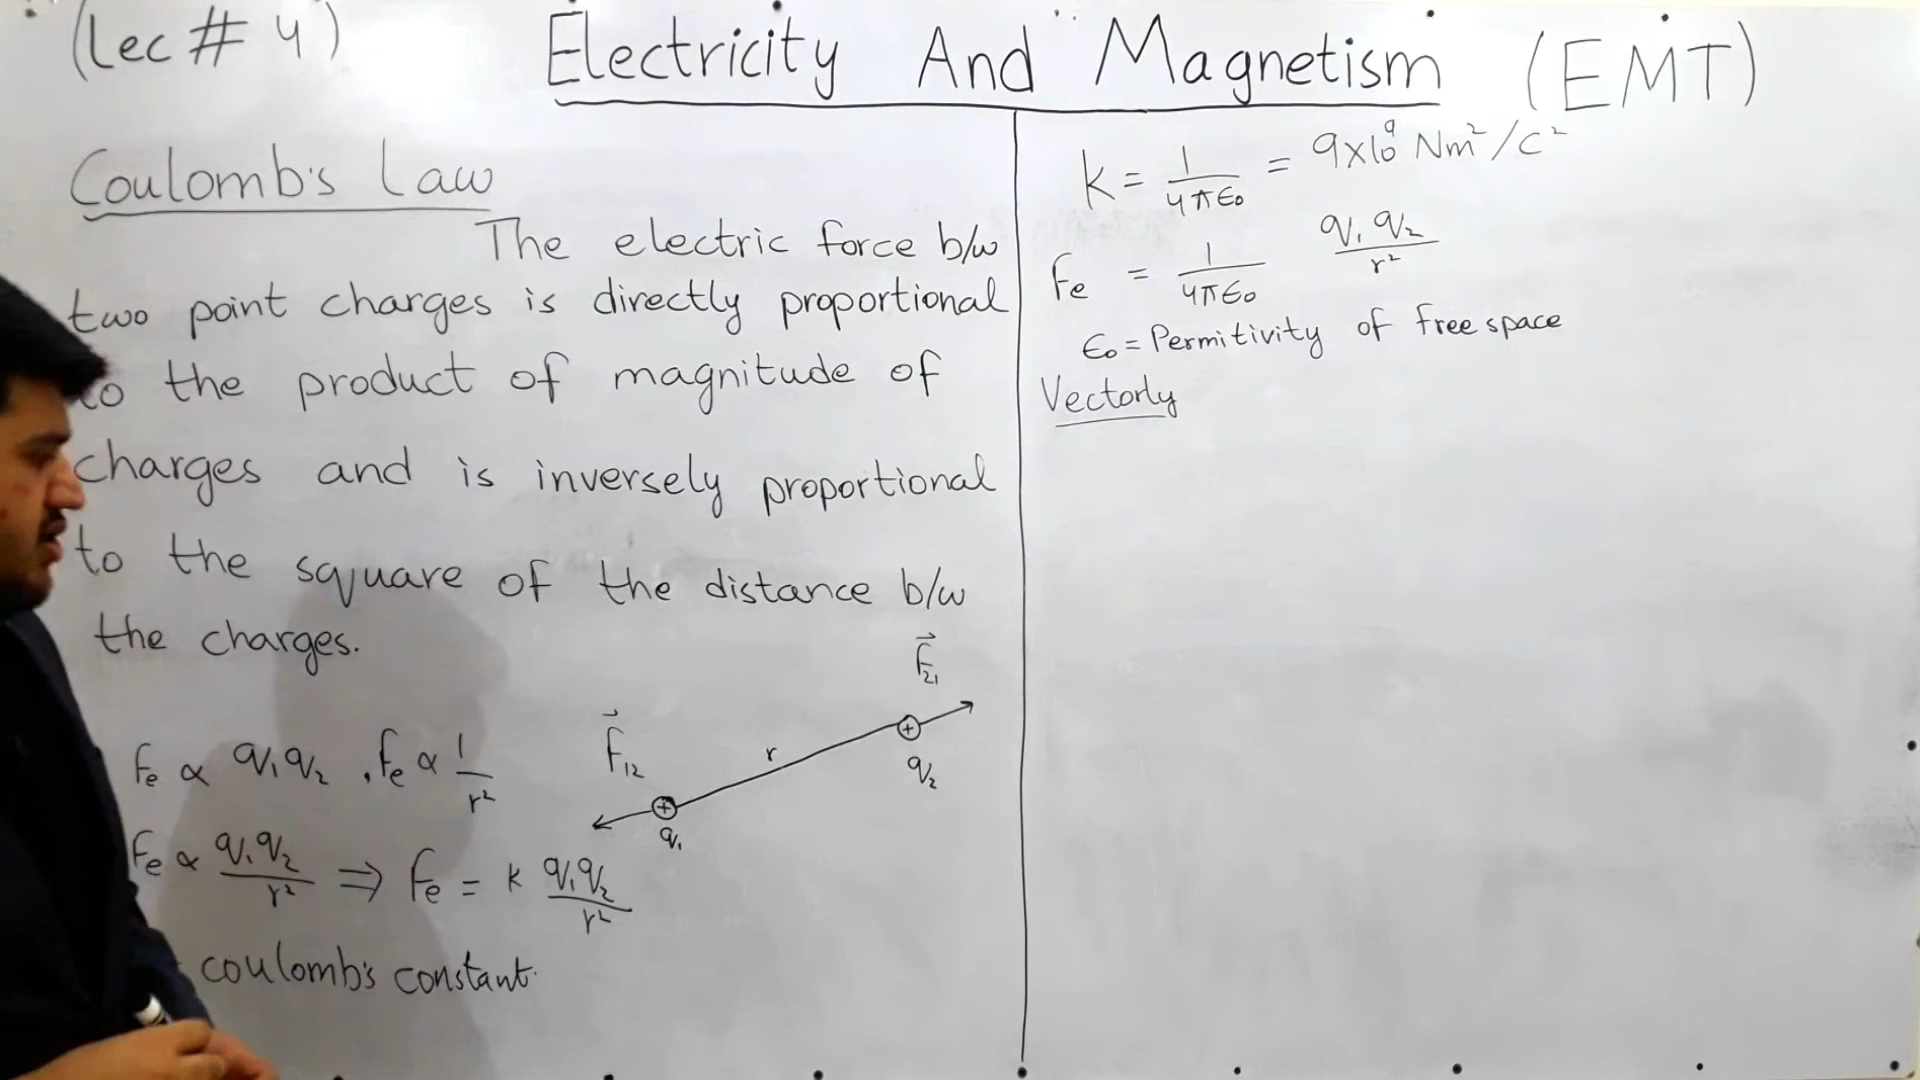 (Lec # 4)
Electricity And Magnetism (EMT)
Coulomb's Law
The electric force b/w
two point charges is directly proportional
to the product of magnitude of
charges and is inversely proportional
to the square of the distance b/w
the charges.
Fe ∝ q₁q₂ , Fe ∝ 1/r²
Fe ∝ q₁q₂/r² ⇒ Fe = k q₁q₂/r²
coulomb's constant.
F⃗₂₁
F⃗₁₂
r
+
q₂
+
q₁
K = 1/4πϵ₀ = 9×10⁹ Nm²/C²
Fe = 1/4πϵ₀ q₁q₂/r²
ϵ₀ = Permitivity of free space
Vectorly